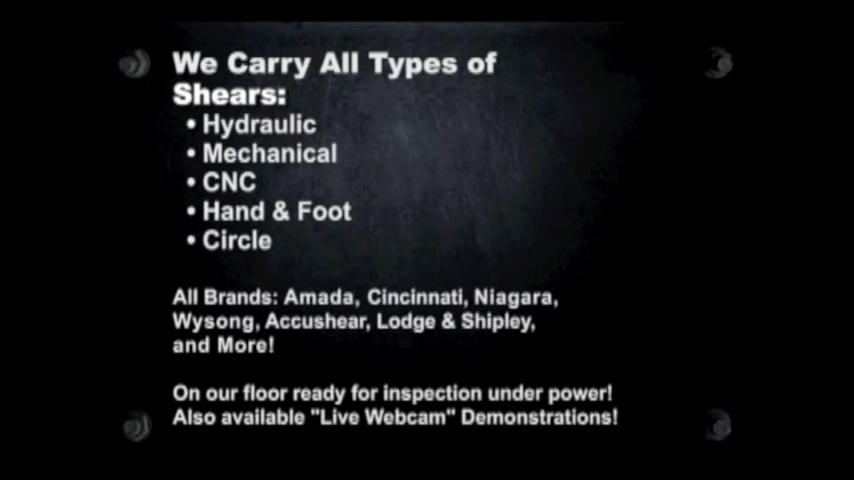 We Carry All Types of
Shears:
• Hydraulic
• Mechanical
• CNC
• Hand & Foot
• Circle
All Brands: Amada, Cincinnati, Niagara,
Wysong, Accushear, Lodge & Shipley,
and More!
On our floor ready for inspection under power!
Also available "Live Webcam" Demonstrations!